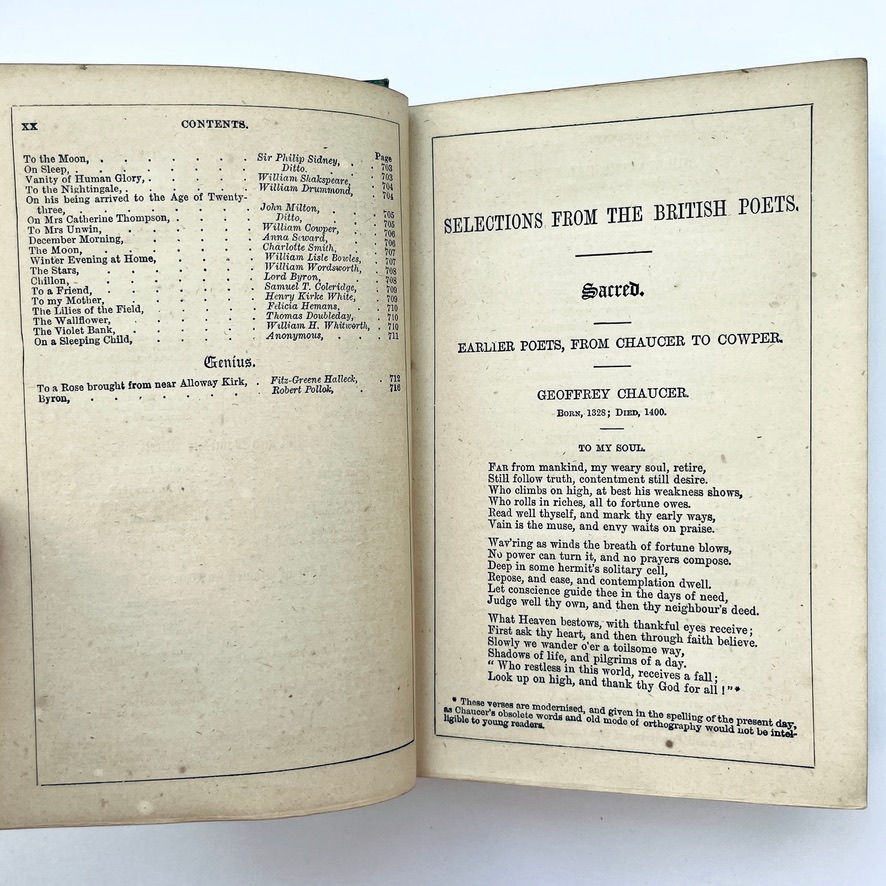 XX CONTENTS.
Page
To the Moon, . . . . . . Sir Philip Sidney, . 703
On Sleep, . . . . . . Ditto. . 703
Vanity of Human Glory, . . . . . William Shakspeare, . 704
To the Nightingale, . . . . . William Drummond, . 704
On his being arrived to the Age of Twenty-
three, . . . . . . John Milton, . 705
On Mrs Catherine Thompson, . . . . Ditto, . 705
To Mrs Unwin, . . . . . William Cowper, . 706
December Morning, . . . . . Anna Seward, . 706
The Moon, . . . . . . Charlotte Smith, . 707
Winter Evening at Home, . . . . William Lisle Bowles, . 707
The Stars, . . . . . . William Wordsworth, . 708
Chillon, . . . . . . Lord Byron, . 708
To a Friend, . . . . . . Samuel T. Coleridge, . 709
To my Mother, . . . . . Henry Kirke White, . 709
The Lilies of the Field, . . . . . Felicia Hemans, . 710
The Wallflower, . . . . . Thomas Doubleday, . 710
The Violet Bank, . . . . . William H. Whitworth, . 710
On a Sleeping Child, . . . . . Anonymous, . . 711
Genius.
To a Rose brought from near Alloway Kirk, . Fitz-Greene Halleck, . 712
Byron, . . . . . . Robert Pollok, . 716
SELECTIONS FROM THE BRITISH POETS.
Sacred.
EARLIER POETS, FROM CHAUCER TO COWPER.
GEOFFREY CHAUCER.
BORN, 1328; DIED, 1400.
TO MY SOUL.
FAR from mankind, my weary soul, retire,
Still follow truth, contentment still desire.
Who climbs on high, at best his weakness shows,
Who rolls in riches, all to fortune owes.
Read well thyself, and mark thy early ways,
Vain is the muse, and envy waits on praise.
Wav'ring as winds the breath of fortune blows,
No power can turn it, and no prayers compose.
Deep in some hermit's solitary cell,
Repose, and ease, and contemplation dwell.
Let conscience guide thee in the days of need,
Judge well thy own, and then thy neighbour's deed.
What Heaven bestows, with thankful eyes receive;
First ask thy heart, and then through faith believe.
Slowly we wander o'er a toilsome way,
Shadows of life, and pilgrims of a day.
" Who restless in this world, receives a fall;
Look up on high, and thank thy God for all!"*
* These verses are modernised, and given in the spelling of the present day,
as Chaucer's obsolete words and old mode of orthography would not be intel-
ligible to young readers.